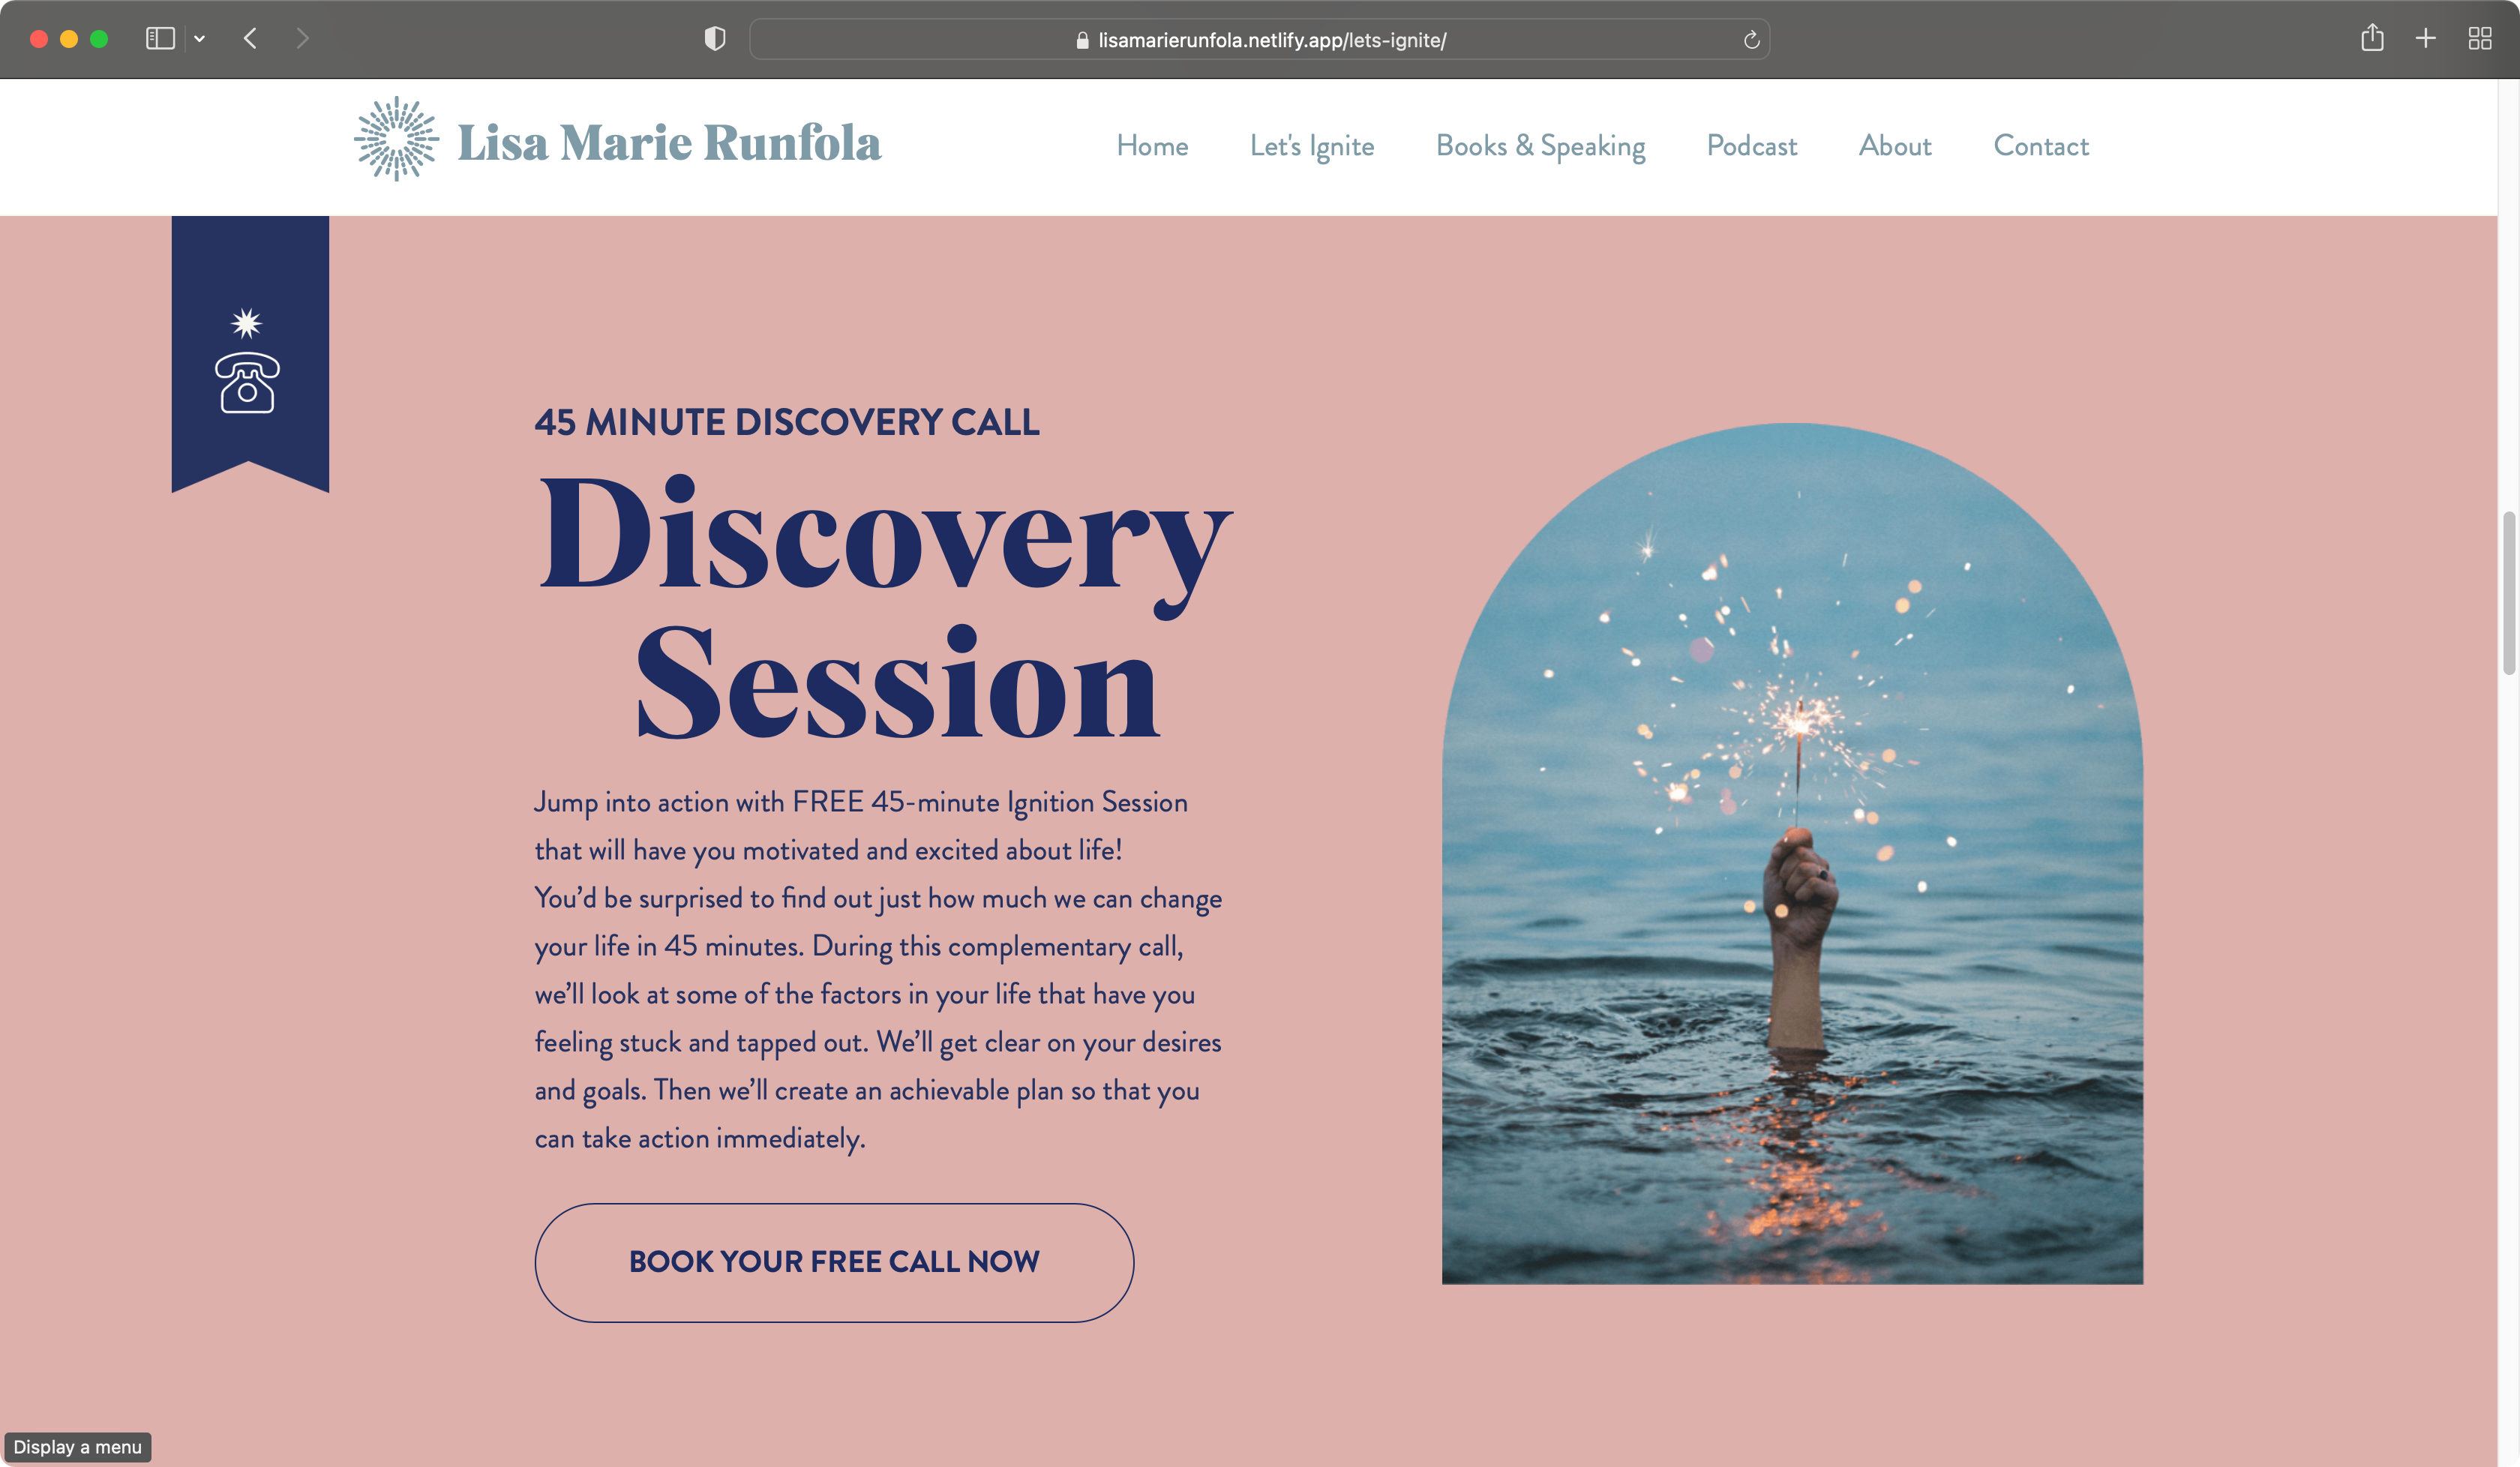 lisamarierunfola.netlify.app/lets-ignite/
Lisa Marie Runfola
Home Let's Ignite Books & Speaking Podcast About Contact
45 MINUTE DISCOVERY CALL
Discovery
Session
Jump into action with FREE 45-minute Ignition Session
that will have you motivated and excited about life!
You’d be surprised to find out just how much we can change
your life in 45 minutes. During this complementary call,
we’ll look at some of the factors in your life that have you
feeling stuck and tapped out. We’ll get clear on your desires
and goals. Then we’ll create an achievable plan so that you
can take action immediately.
BOOK YOUR FREE CALL NOW
Display a menu